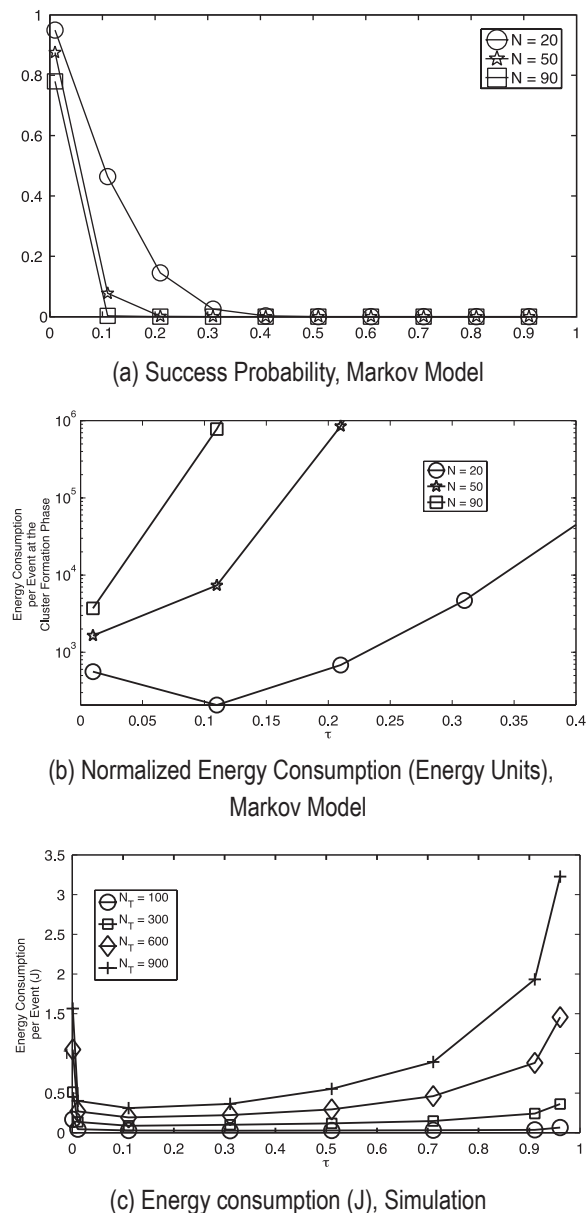 1
0.8
0.6
0.4
0.2
0
0 0.1 0.2 0.3 0.4 0.5 0.6 0.7 0.8 0.9 1
N = 20
N = 50
N = 90
(a) Success Probability, Markov Model
Energy Consumption
per Event at the
Cluster Formation Phase
10^6
10^5
10^4
10^3
0 0.05 0.1 0.15 0.2 0.25 0.3 0.35 0.4
τ
N = 20
N = 50
N = 90
(b) Normalized Energy Consumption (Energy Units),
Markov Model
Energy Consumption
per Event (J)
3.5
3
2.5
2
1.5
1
0.5
0
0 0.1 0.2 0.3 0.4 0.5 0.6 0.7 0.8 0.9 1
τ
N_T = 100
N_T = 300
N_T = 600
N_T = 900
(c) Energy consumption (J), Simulation